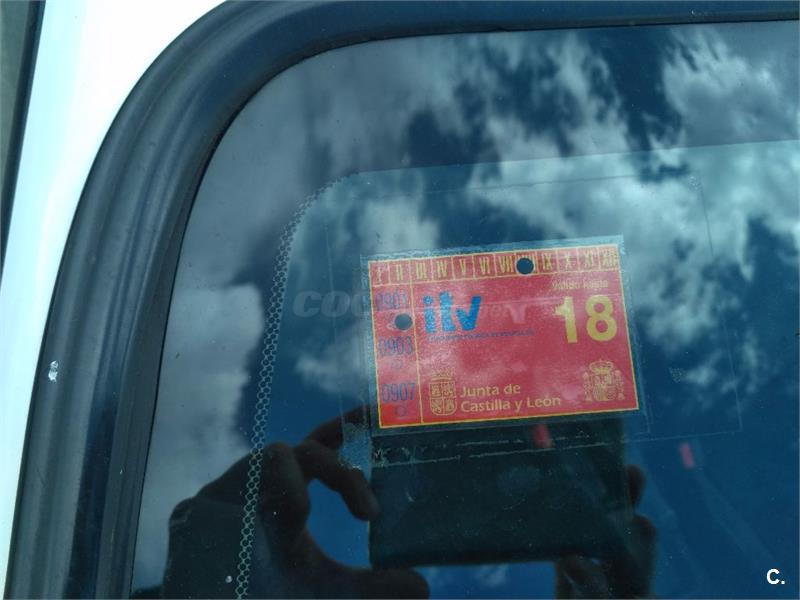 I II III IV V VI VII IX X XI XII
válido hasta
0901
itv
18
0903
0907
Junta de
Castilla y León
C.